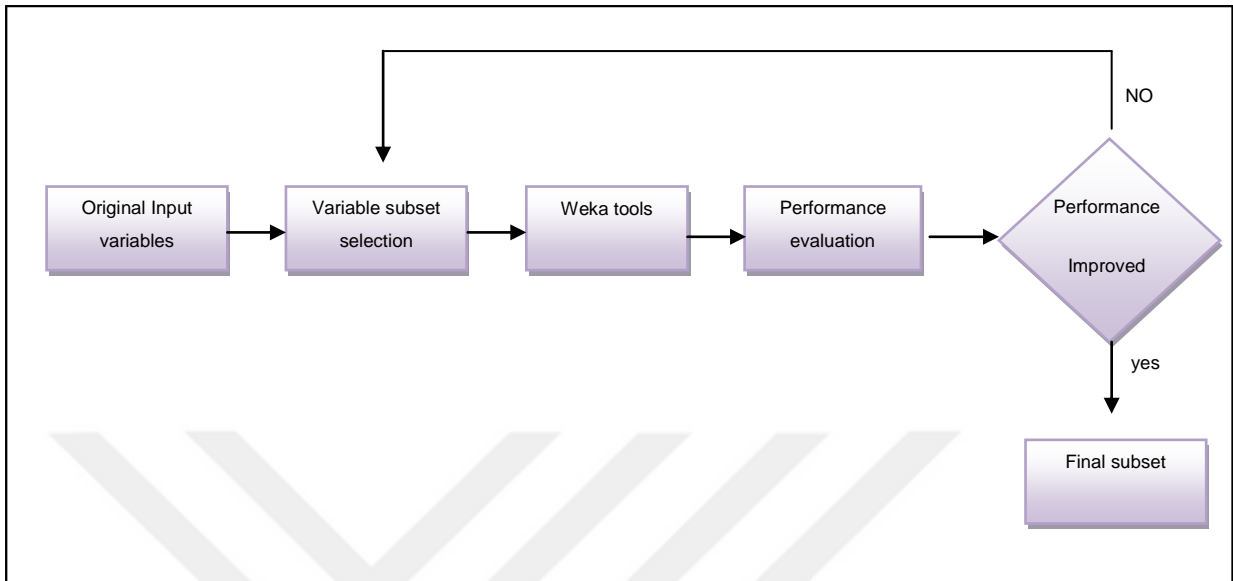 Original Input
variables
Variable subset
selection
Weka tools
Performance
evaluation
Performance
Improved
NO
yes
Final subset